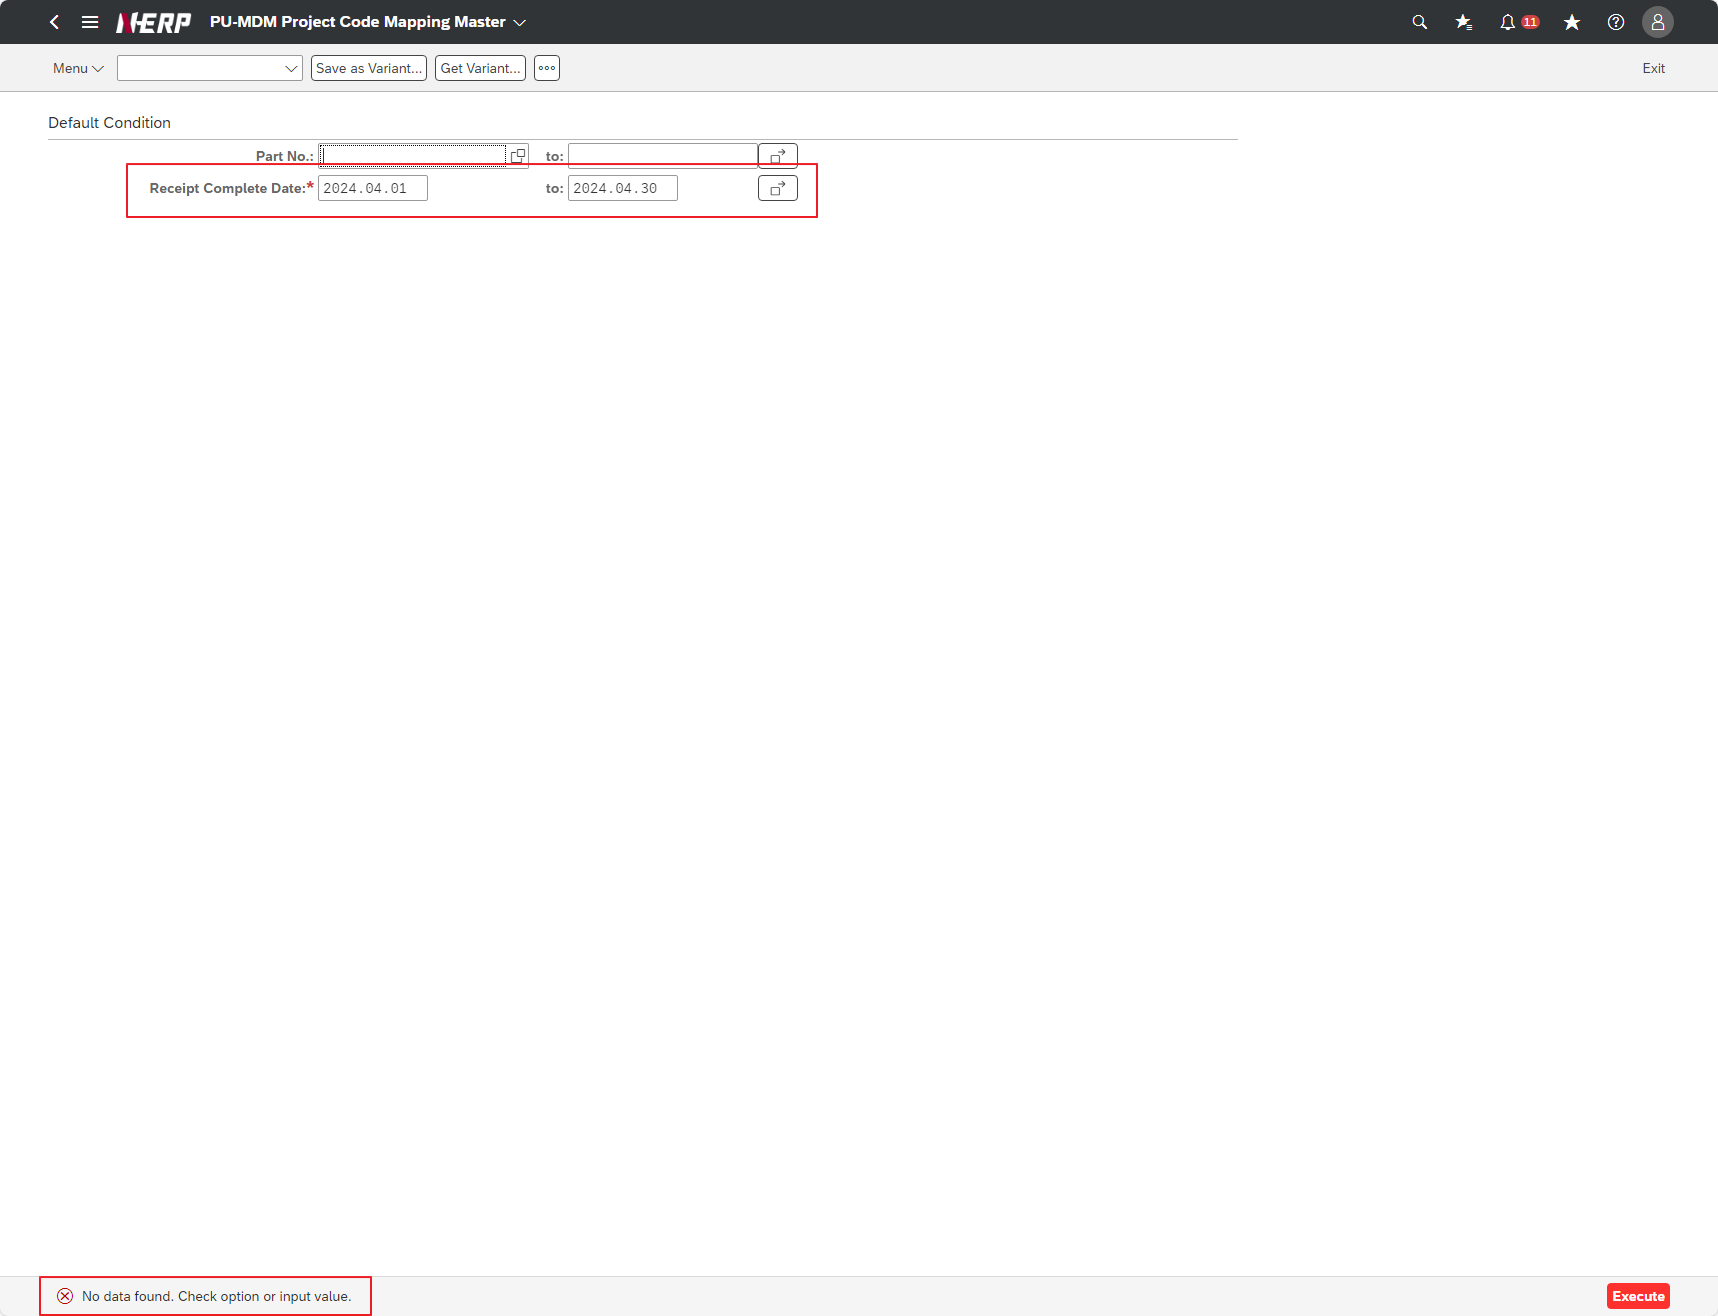 NERP PU-MDM Project Code Mapping Master 11
Menu Save as Variant... Get Variant... Exit
Default Condition
Part No.: to:
Receipt Complete Date:* 2024.04.01 to: 2024.04.30
No data found. Check option or input value. Execute